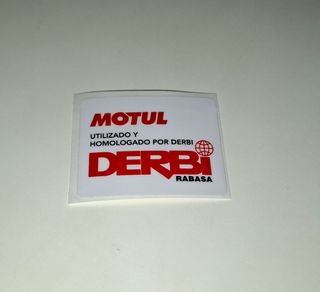 MOTUL
UTILIZADO Y
HOMOLOGADO POR DERBI
DERBi
RABASA